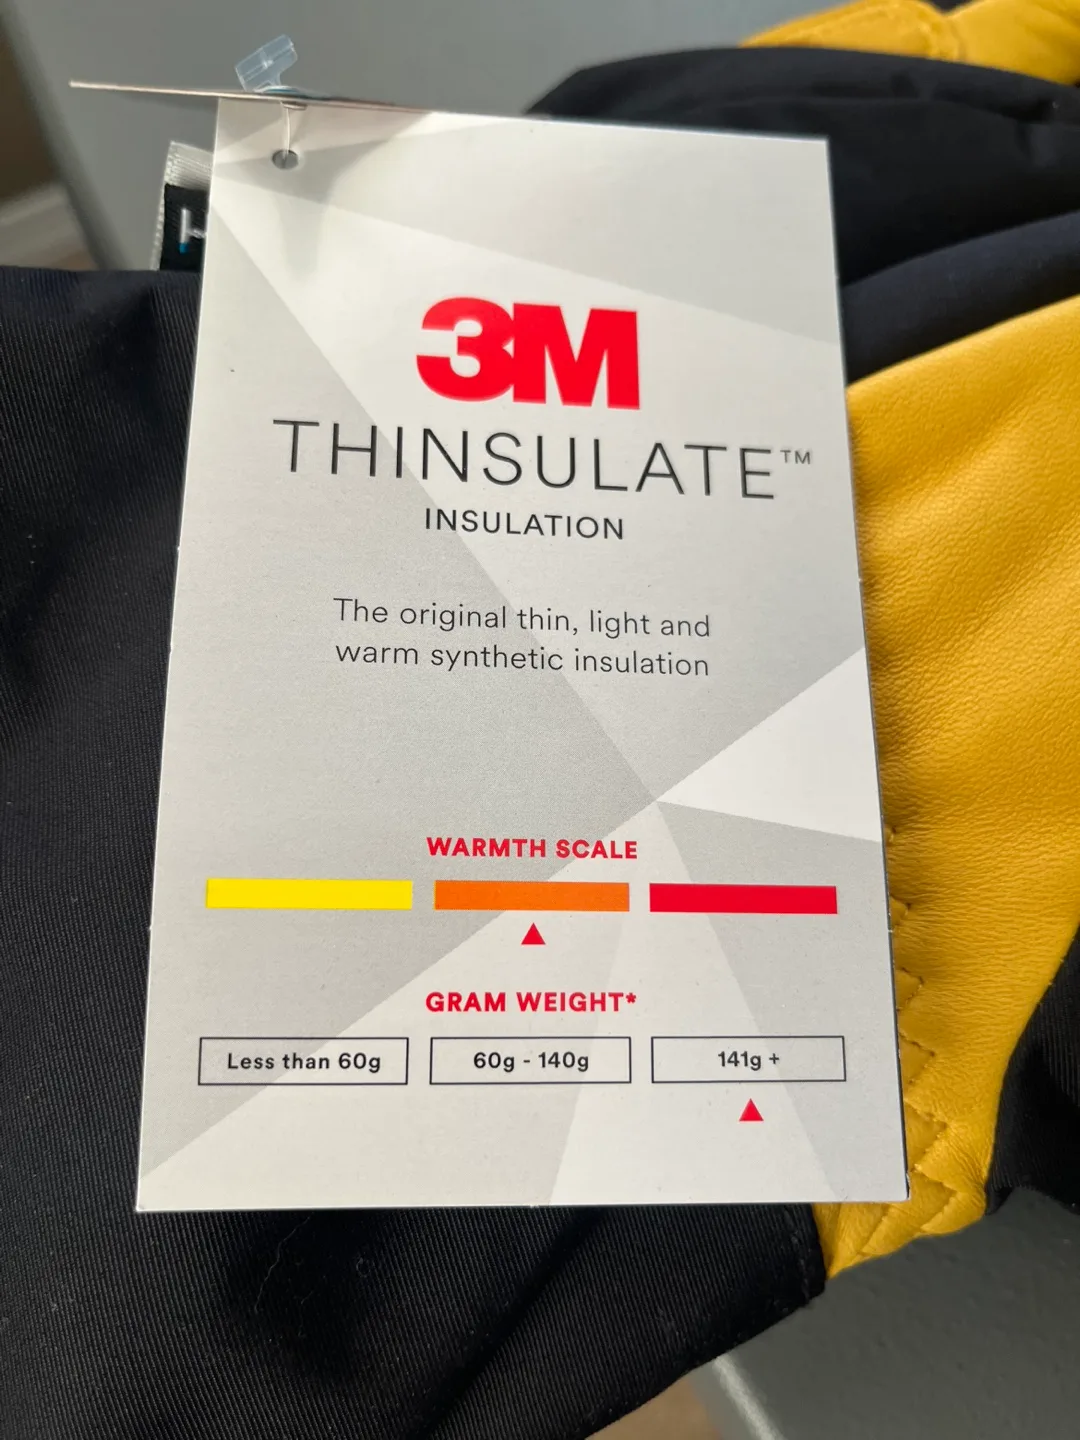 3M
THINSULATE™
INSULATION
The original thin, light and
warm synthetic insulation
WARMTH SCALE
GRAM WEIGHT*
Less than 60g
60g - 140g
141g +